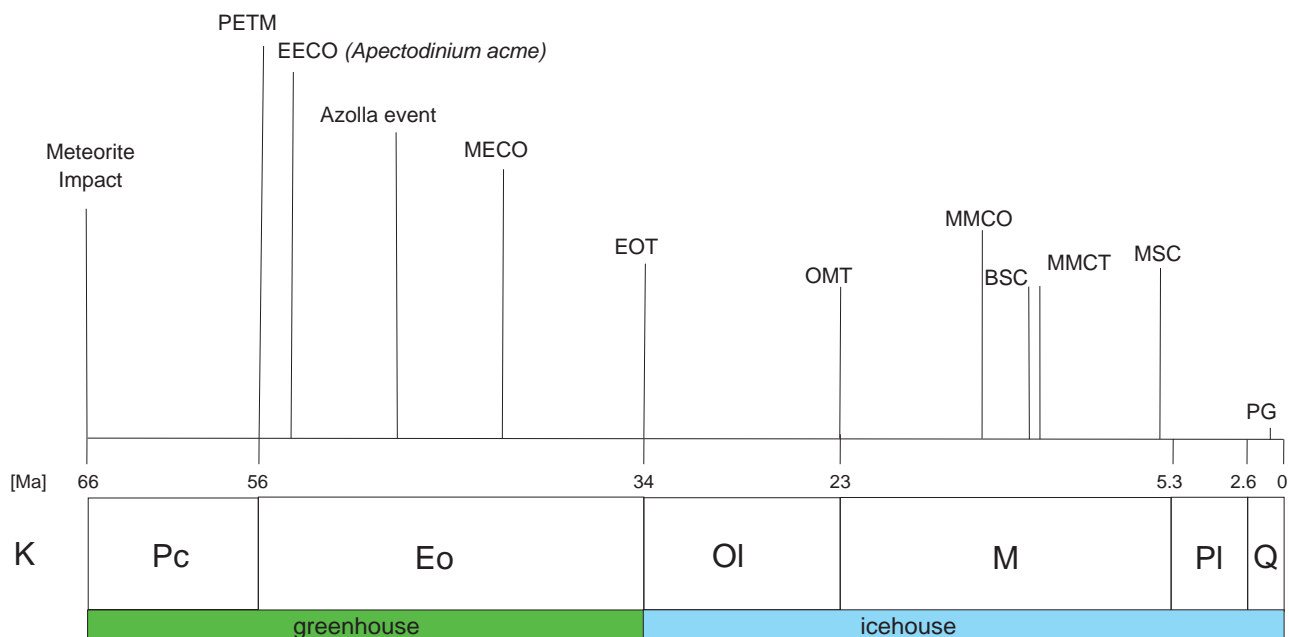 PETM
EECO (Apectodinium acme)
Azolla event
Meteorite
Impact
MECO
EOT
OMT
MMCO
BSC
MMCT
MSC
PG
[Ma] 66 56 34 23 5.3 2.6 0
K Pc Eo Ol M Pl Q
greenhouse icehouse